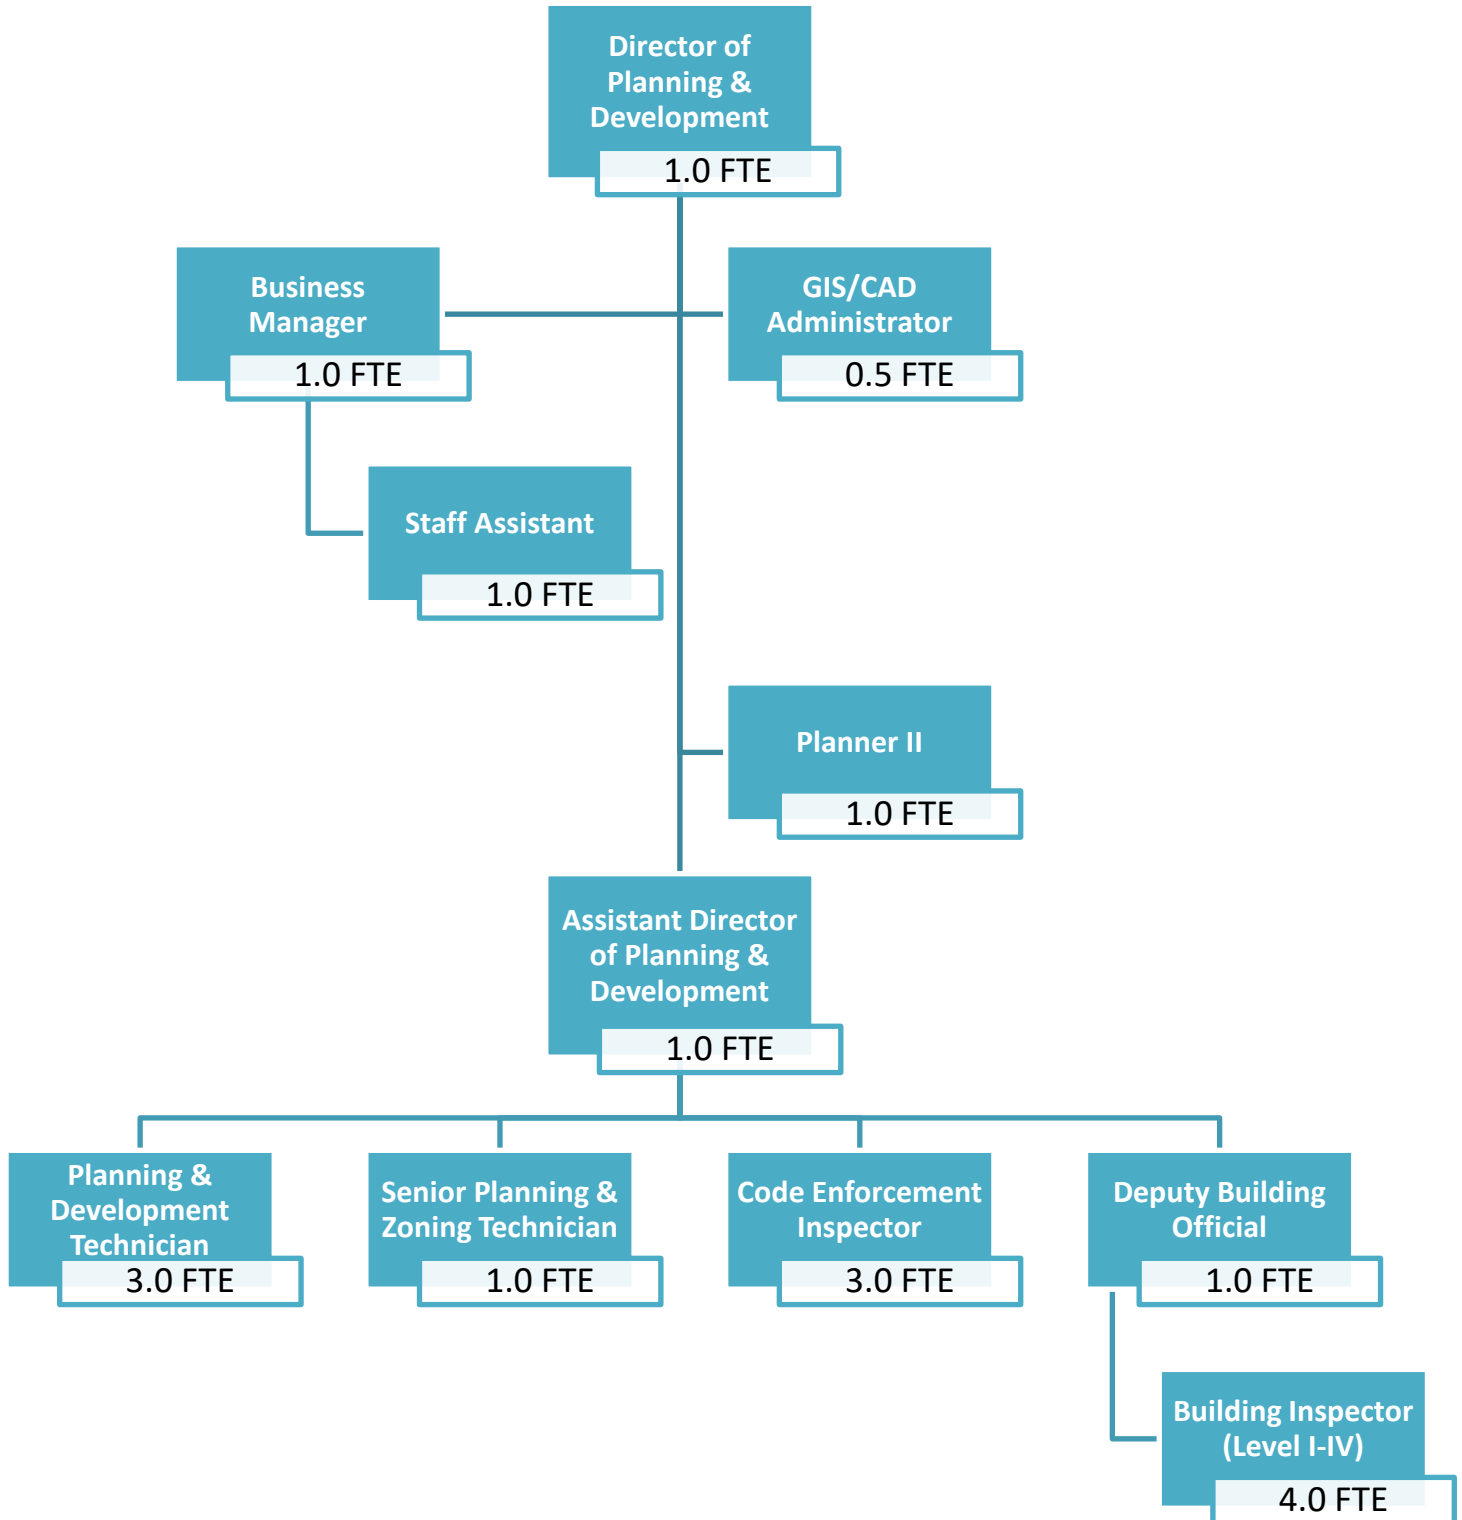 Director of
Planning &
Development
1.0 FTE
Business
Manager
1.0 FTE
GIS/CAD
Administrator
0.5 FTE
Staff Assistant
1.0 FTE
Planner II
1.0 FTE
Assistant Director
of Planning &
Development
1.0 FTE
Planning &
Development
Technician
3.0 FTE
Senior Planning &
Zoning Technician
1.0 FTE
Code Enforcement
Inspector
3.0 FTE
Deputy Building
Official
1.0 FTE
Building Inspector
(Level I-IV)
4.0 FTE